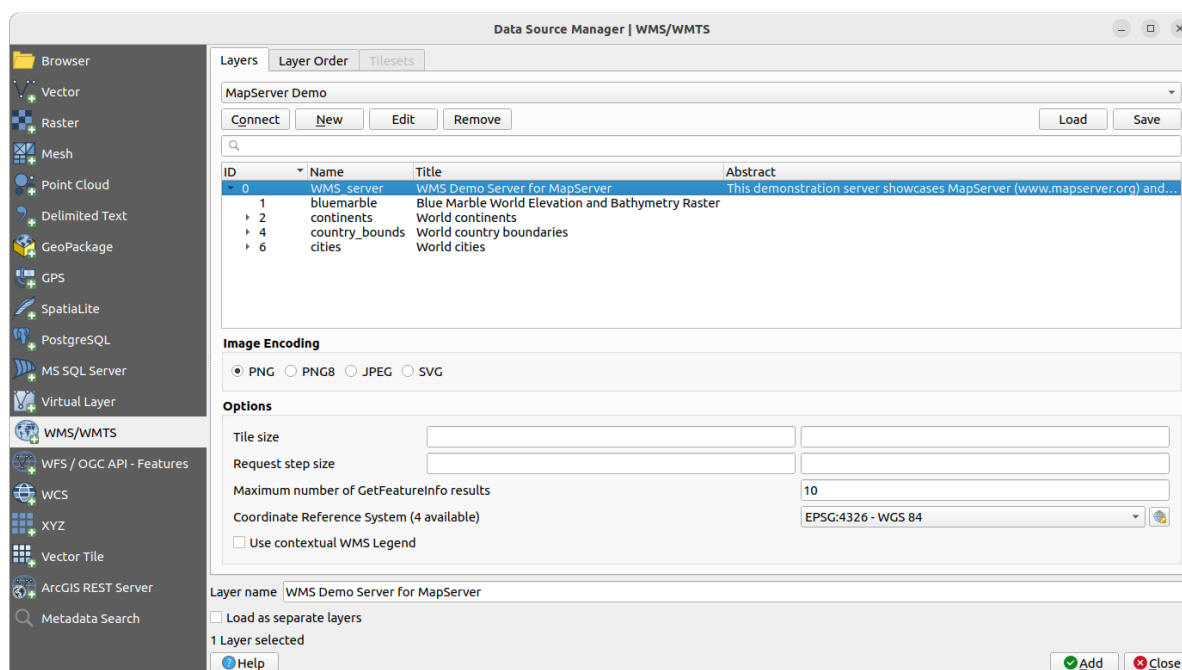 Data Source Manager | WMS/WMTS
Browser
Vector
Raster
Mesh
Point Cloud
Delimited Text
GeoPackage
GPS
SpatiaLite
PostgreSQL
MS SQL Server
Virtual Layer
WMS/WMTS
WFS / OGC API - Features
WCS
XYZ
Vector Tile
ArcGIS REST Server
Metadata Search
Layers Layer Order Tilesets
MapServer Demo
Connect New Edit Remove Load Save
ID Name Title Abstract
0 WMS_server WMS Demo Server for MapServer This demonstration server showcases MapServer (www.mapserver.org) and...
1 bluemarble Blue Marble World Elevation and Bathymetry Raster
2 continents World continents
4 country_bounds World country boundaries
6 cities World cities
Image Encoding
PNG PNG8 JPEG SVG
Options
Tile size
Request step size
Maximum number of GetFeatureInfo results 10
Coordinate Reference System (4 available) EPSG:4326 - WGS 84
Use contextual WMS Legend
Layer name WMS Demo Server for MapServer
Load as separate layers
1 Layer selected
Help Add Close